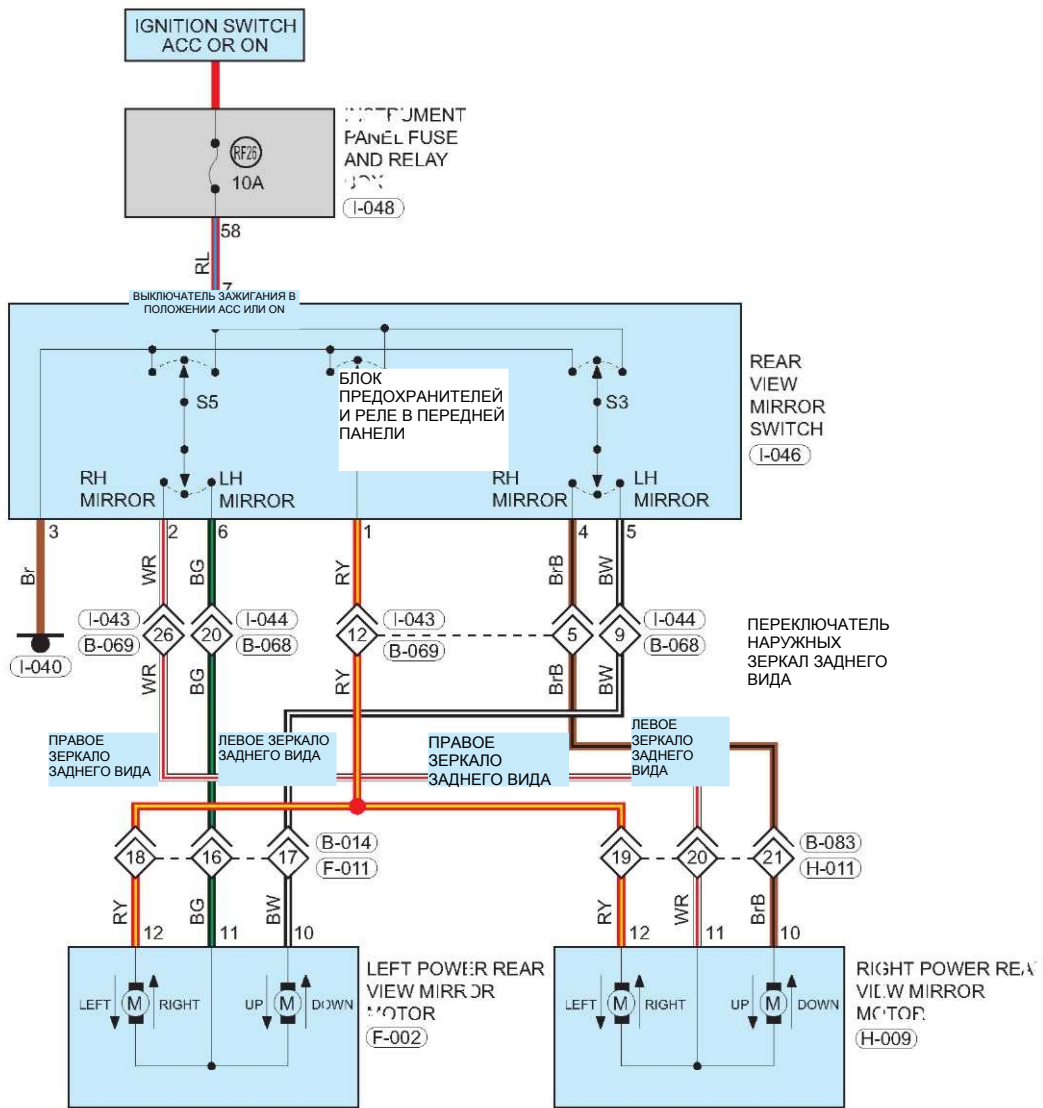 IGNITION SWITCH
ACC OR ON
PANEL FUSE
AND RELAY
RF26
10A
I-048
58
RL
7
ВЫКЛЮЧАТЕЛЬ ЗАЖИГАНИЯ В
ПОЛОЖЕНИИ ACC ИЛИ ON
БЛОК
ПРЕДОХРАНИТЕЛЕЙ
И РЕЛЕ В ПЕРЕДНЕЙ
ПАНЕЛИ
S5
S3
REAR
VIEW
MIRROR
SWITCH
I-046
RH
MIRROR
LH
MIRROR
RH
MIRROR
LH
MIRROR
3
2
6
1
4
5
Br
WR
BG
RY
BrB
BW
I-043
B-069
26
20
I-044
B-068
12
I-043
B-069
5
9
I-044
B-068
I-040
WR
BG
RY
BrB
BW
ПЕРЕКЛЮЧАТЕЛЬ
НАРУЖНЫХ
ЗЕРКАЛ ЗАДНЕГО
ВИДА
ПРАВОЕ
ЗЕРКАЛО
ЗАДНЕГО ВИДА
ЛЕВОЕ ЗЕРКАЛО
ЗАДНЕГО ВИДА
ПРАВОЕ
ЗЕРКАЛО
ЗАДНЕГО ВИДА
ЛЕВОЕ
ЗЕРКАЛО
ЗАДНЕГО
ВИДА
18
16
17
B-014
F-011
19
20
21
B-083
H-011
RY
BG
BW
RY
WR
BrB
12
11
10
12
11
10
LEFT
M
RIGHT
UP
M
DOWN
LEFT POWER REAR
VIEW MIRROR
MOTOR
F-002
LEFT
M
RIGHT
UP
M
DOWN
RIGHT POWER REA
VIEW MIRROR
MOTOR
H-009